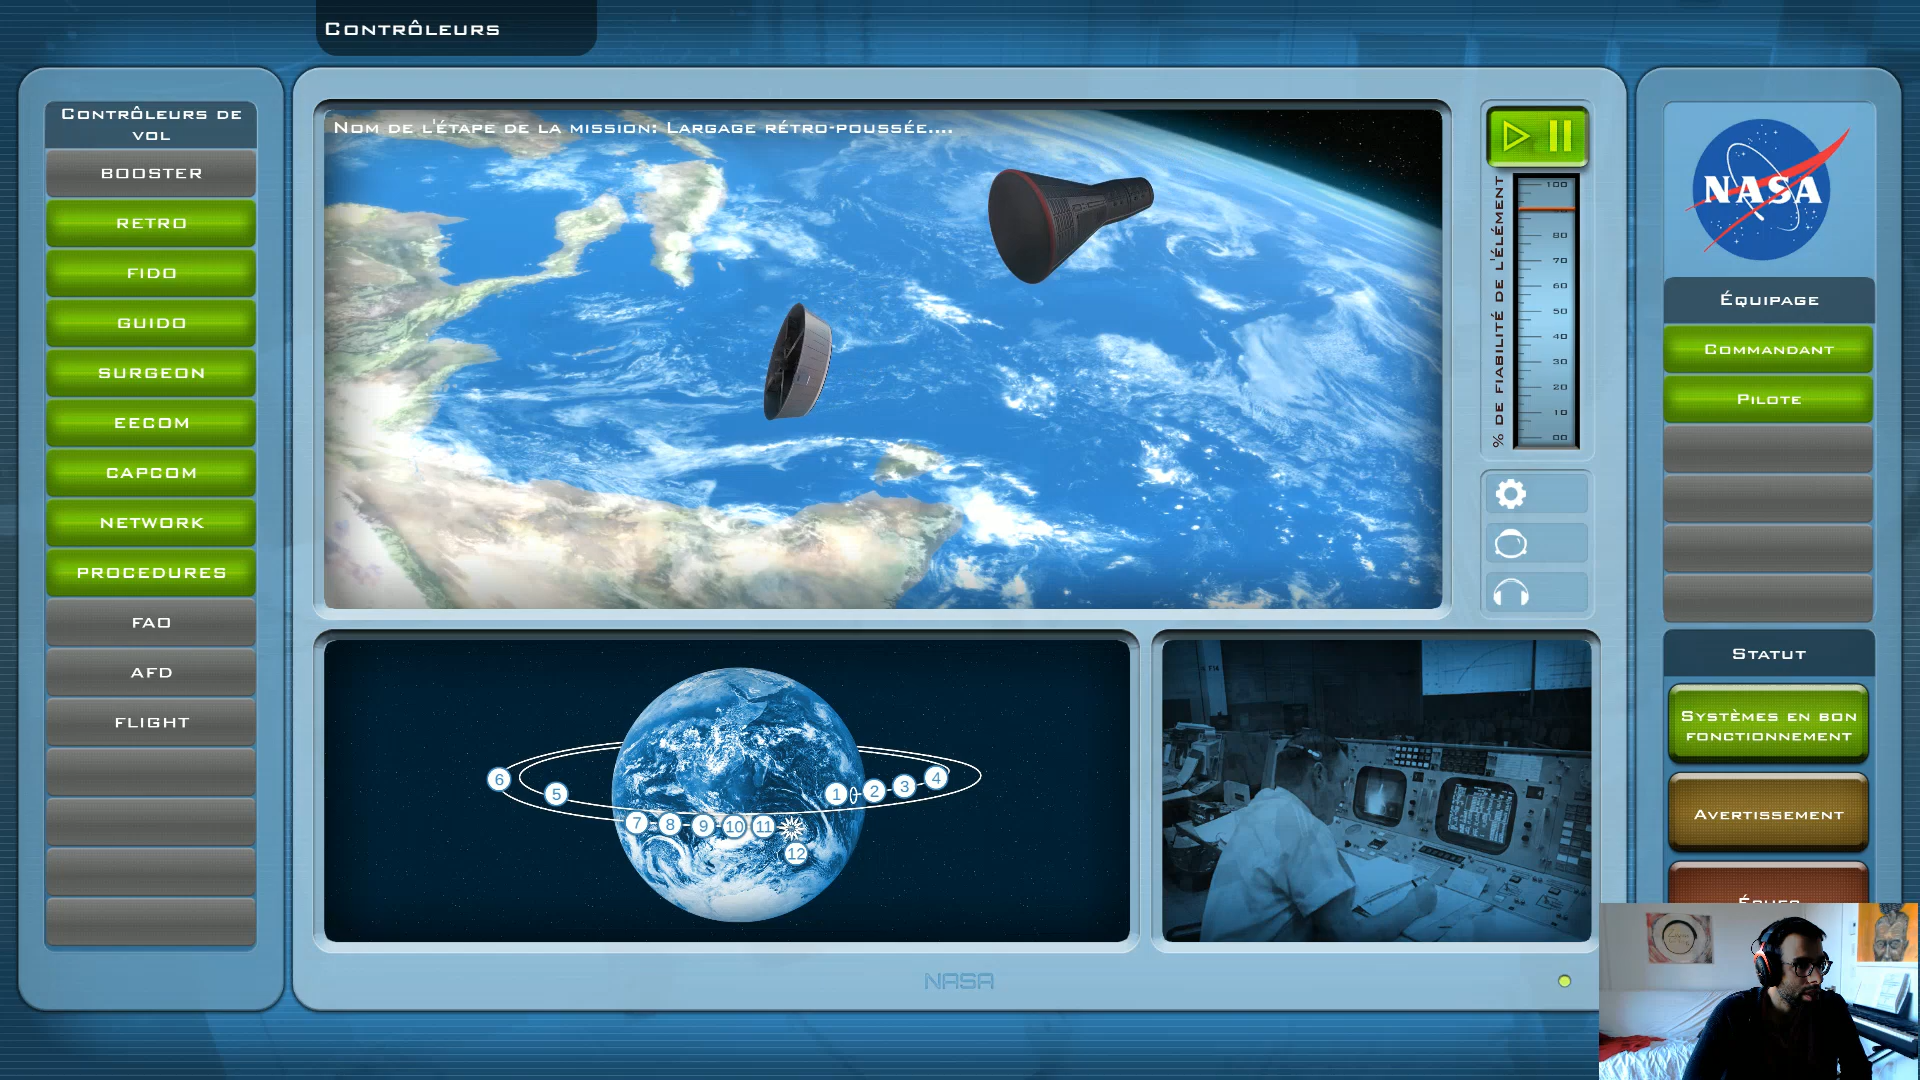 Contrôleurs
Contrôleurs de
vol
BOOSTER
RETRO
FIDO
GUIDO
SURGEON
EECOM
CAPCOM
NETWORK
PROCEDURES
FAO
AFD
FLIGHT
Nom de l'étape de la mission: Largage rétro-poussée....
% de fiabilité de l'élément
100
80
70
60
50
40
30
20
10
00
NASA
Équipage
Commandant
Pilote
Statut
Systèmes en bon
fonctionnement
Avertissement
Échec
1
2
3
4
5
6
7
8
9
10
11
12
NASA